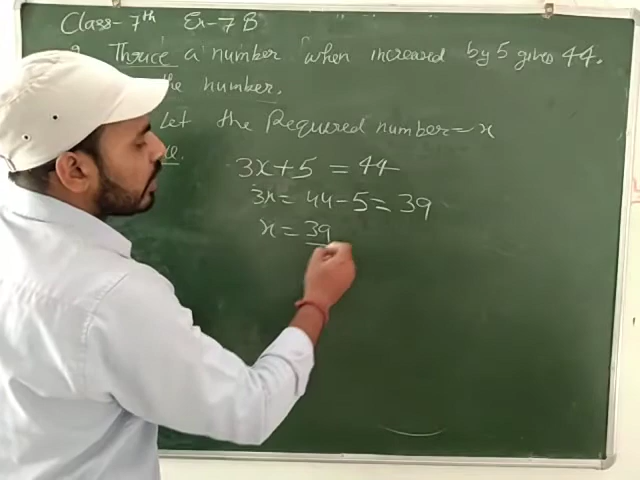 Class- 7th Ex- 7 B
Thrice a number when increased by 5 gives 44.
the number.
Let the Required number = x
3x + 5 = 44
3x = 44 - 5 = 39
x = 39